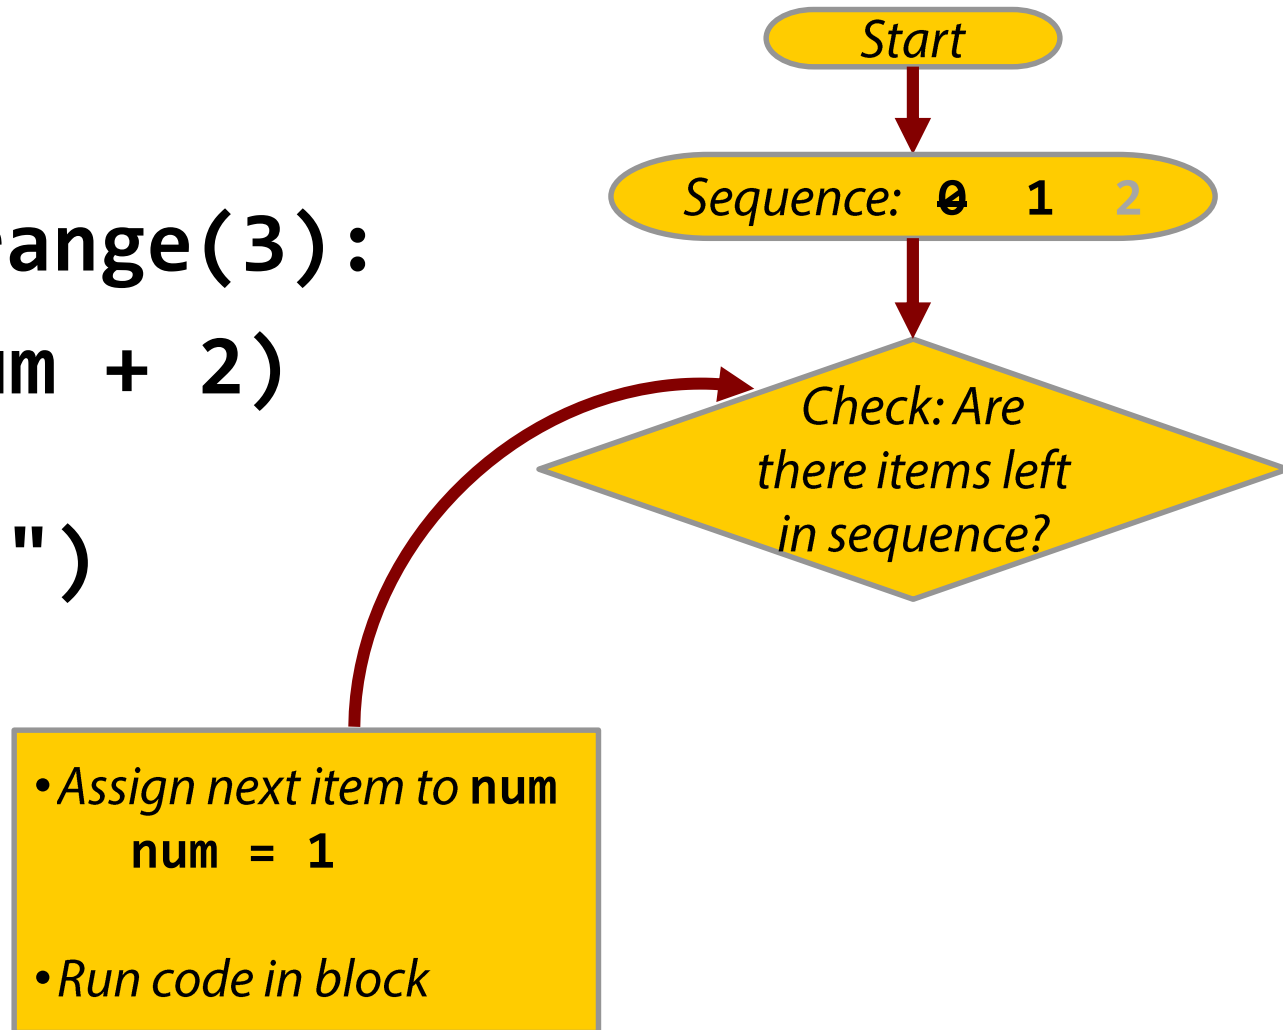 ange(3):
m + 2)
")
Start
Sequence: 0 1 2
Check: Are
there items left
in sequence?
•Assign next item to num
num = 1
•Run code in block